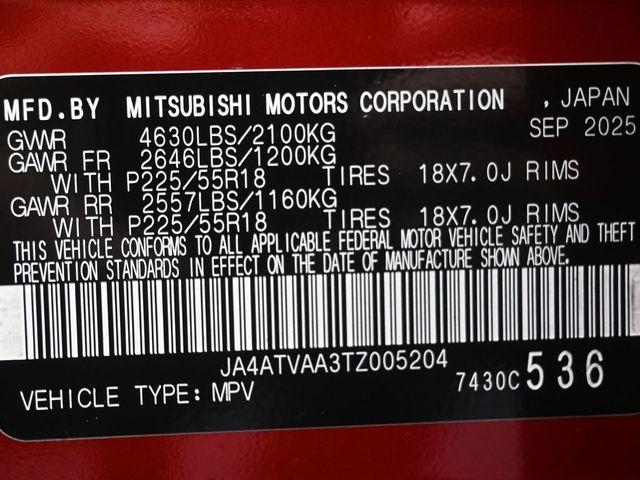 MFD.BY MITSUBISHI MOTORS CORPORATION , JAPAN
GVWR 4630LBS/2100KG SEP 2025
GAWR FR 2646LBS/1200KG
WITH P225/55R18 TIRES 18X7.0J RIMS
GAWR RR 2557LBS/1160KG
WITH P225/55R18 TIRES 18X7.0J RIMS
THIS VEHICLE CONFORMS TO ALL APPLICABLE FEDERAL MOTOR VEHICLE SAFETY AND THEFT
PREVENTION STANDARDS IN EFFECT ON THE DATE OF MANUFACTURE SHOWN ABOVE.
JA4ATVAA3TZ005204
VEHICLE TYPE: MPV 7430C 536